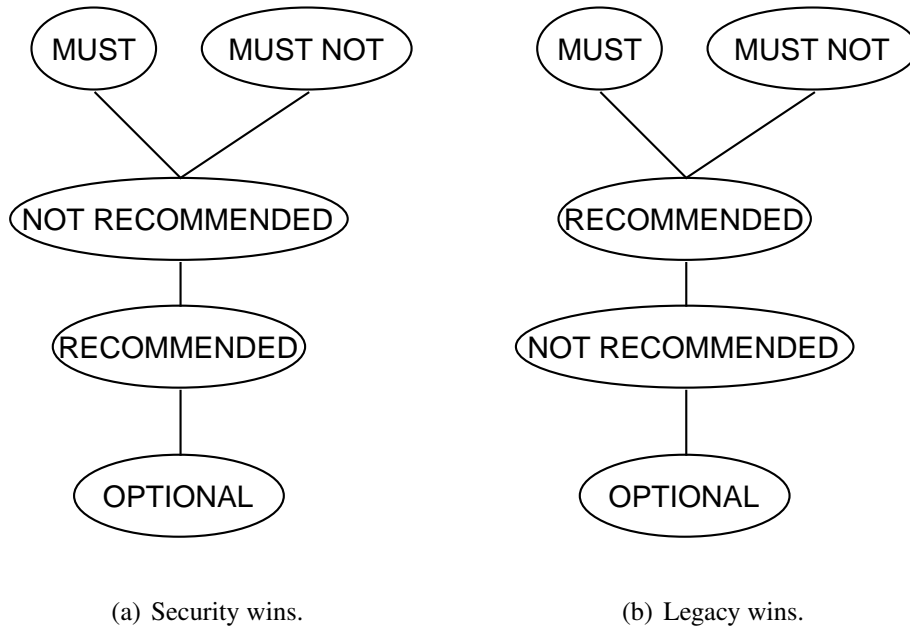 MUST MUST NOT
NOT RECOMMENDED
RECOMMENDED
OPTIONAL
(a) Security wins.
MUST MUST NOT
RECOMMENDED
NOT RECOMMENDED
OPTIONAL
(b) Legacy wins.